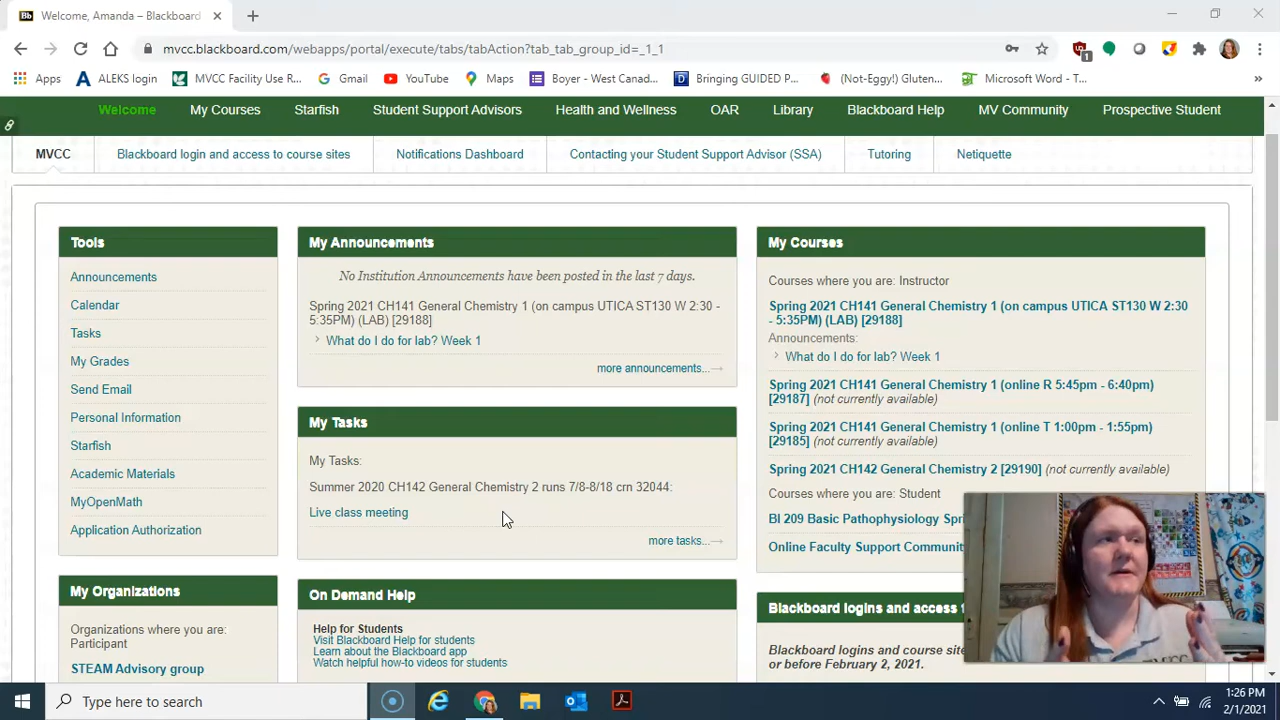 Welcome, Amanda – Blackboard
mvcc.blackboard.com/webapps/portal/execute/tabs/tabAction?tab_tab_group_id=_1_1
1
Apps ALEKS login MVCC Facility Use R... Gmail YouTube Maps Boyer - West Canad... Bringing GUIDED P... (Not-Eggy!) Gluten... Microsoft Word - T... »
Welcome My Courses Starfish Student Support Advisors Health and Wellness OAR Library Blackboard Help MV Community Prospective Student
MVCC Blackboard login and access to course sites Notifications Dashboard Contacting your Student Support Advisor (SSA) Tutoring Netiquette
Tools
Announcements
Calendar
Tasks
My Grades
Send Email
Personal Information
Starfish
Academic Materials
MyOpenMath
Application Authorization
My Organizations
Organizations where you are:
Participant
STEAM Advisory group
My Announcements
No Institution Announcements have been posted in the last 7 days.
Spring 2021 CH141 General Chemistry 1 (on campus UTICA ST130 W 2:30 -
5:35PM) (LAB) [29188]
What do I do for lab? Week 1
more announcements...→
My Tasks
My Tasks:
Summer 2020 CH142 General Chemistry 2 runs 7/8-8/18 crn 32044:
Live class meeting
more tasks...→
On Demand Help
Help for Students
Visit Blackboard Help for students
Learn about the Blackboard app
Watch helpful how-to videos for students
My Courses
Courses where you are: Instructor
Spring 2021 CH141 General Chemistry 1 (on campus UTICA ST130 W 2:30
- 5:35PM) (LAB) [29188]
Announcements:
What do I do for lab? Week 1
Spring 2021 CH141 General Chemistry 1 (online R 5:45pm - 6:40pm)
[29187] (not currently available)
Spring 2021 CH141 General Chemistry 1 (online T 1:00pm - 1:55pm)
[29185] (not currently available)
Spring 2021 CH142 General Chemistry 2 [29190] (not currently available)
Courses where you are: Student
BI 209 Basic Pathophysiology Spri
Online Faculty Support Communit
Blackboard logins and access
Blackboard logins and course site
or before February 2, 2021.
Type here to search
1:26 PM
2/1/2021